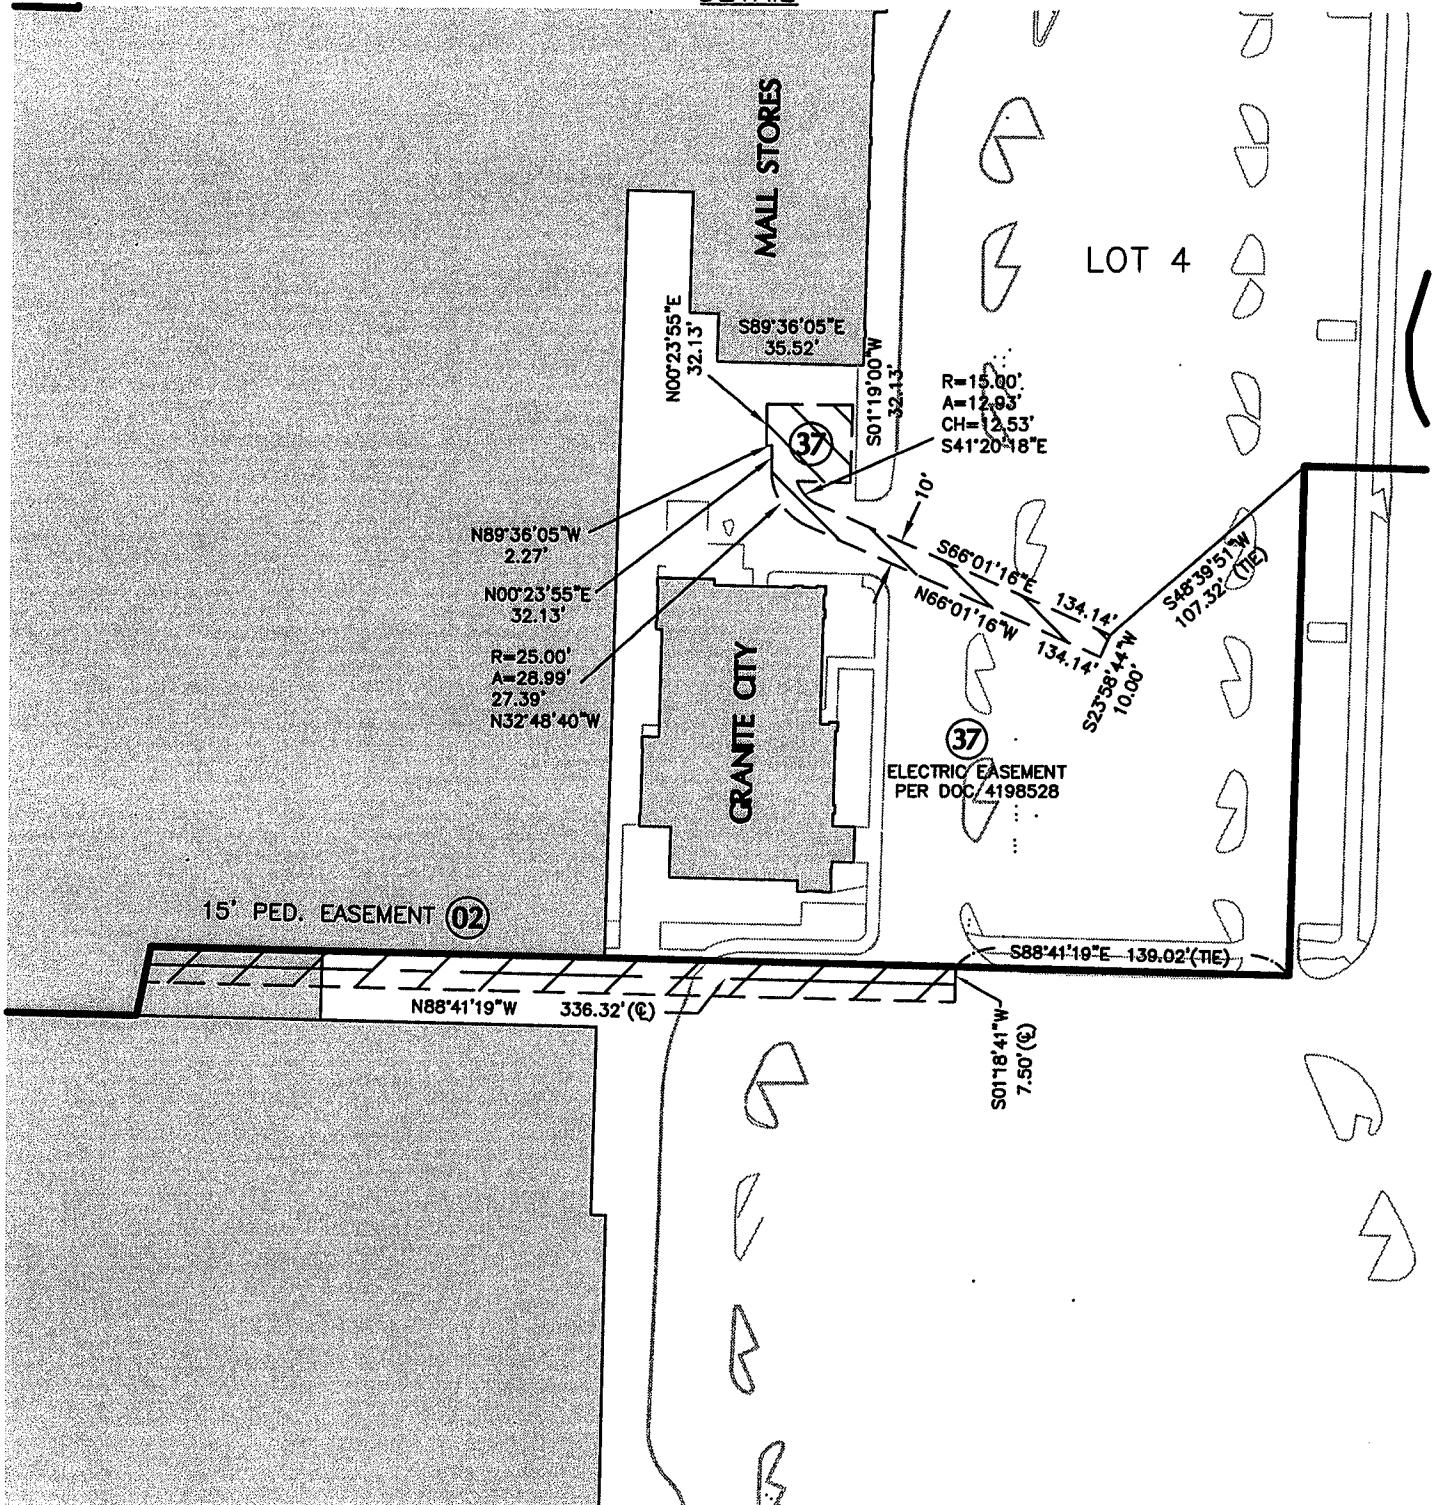 MALL STORES
LOT 4
N00°23'55"E
32.13'
S89°36'05"E
35.52'
S01°19'00"W
32.13'
R=15.00'
A=12.93'
CH=12.53'
S41°20'18"E
37
10'
N89°36'05"W
2.27'
N00°23'55"E
32.13'
R=25.00'
A=28.99'
27.39'
N32°48'40"W
S66°01'16"E 134.14'
N66°01'16"W 134.14'
S48°39'51"W
107.32' (TIE)
S23°58'44"W
10.00'
GRANITE CITY
37
ELECTRIC EASEMENT
PER DOC 4198528
15' PED. EASEMENT 02
S88°41'19"E 139.02'(TIE)
N88°41'19"W 336.32'(℄)
S01°18'41"W
7.50'(℄)